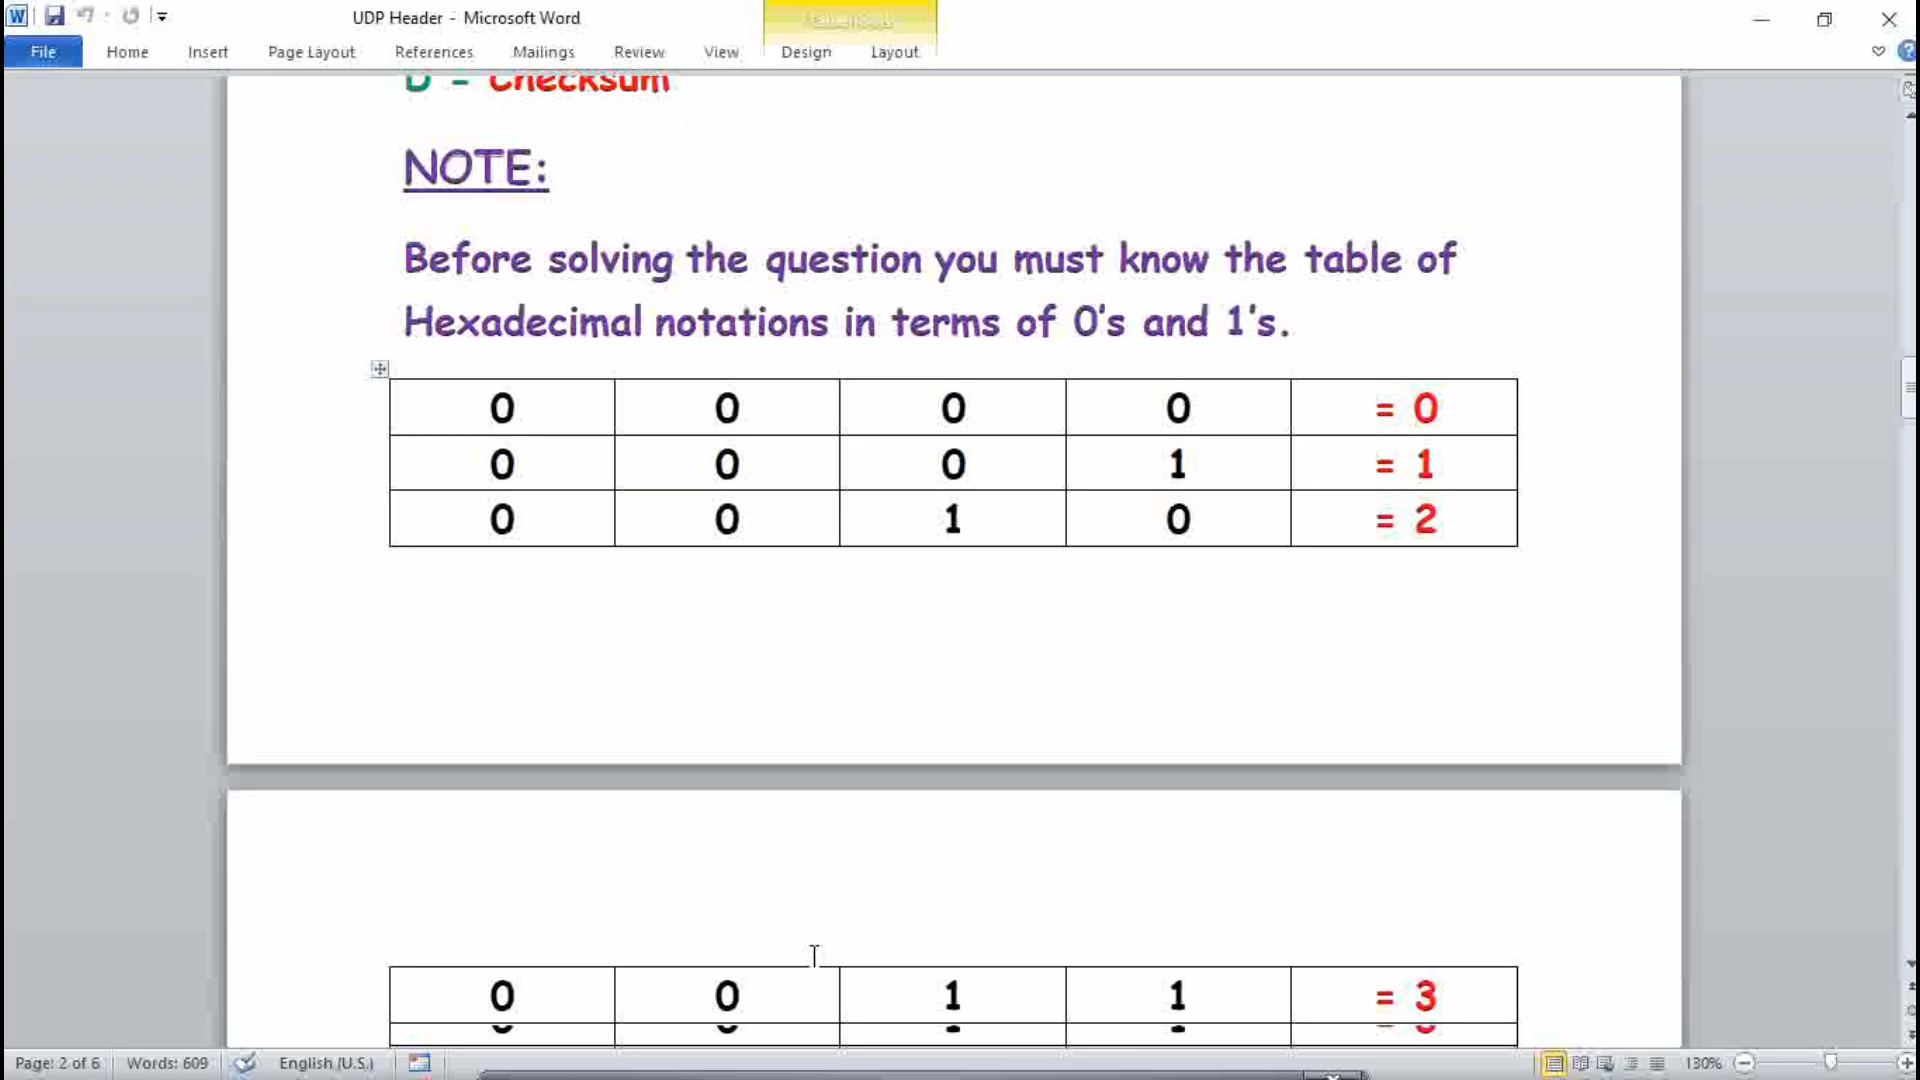 UDP Header - Microsoft Word
File Home Insert Page Layout References Mailings Review View Design Layout
D = Checksum
NOTE:
Before solving the question you must know the table of
Hexadecimal notations in terms of 0's and 1's.
0 0 0 0 = 0
0 0 0 1 = 1
0 0 1 0 = 2
0 0 1 1 = 3
Page: 2 of 6 Words: 609 English (U.S.) 130%